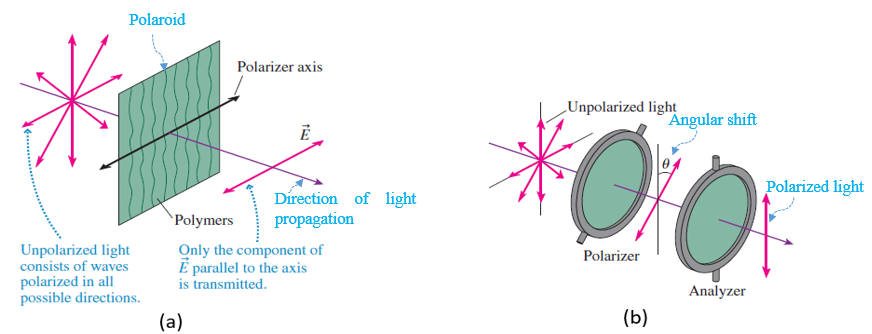 Polaroid
Polarizer axis
E
Direction of light
propagation
Polymers
Unpolarized light
consists of waves
polarized in all
possible directions.
Only the component of
E parallel to the axis
is transmitted.
(a)
Unpolarized light
Angular shift
θ
Polarized light
Polarizer
Analyzer
(b)